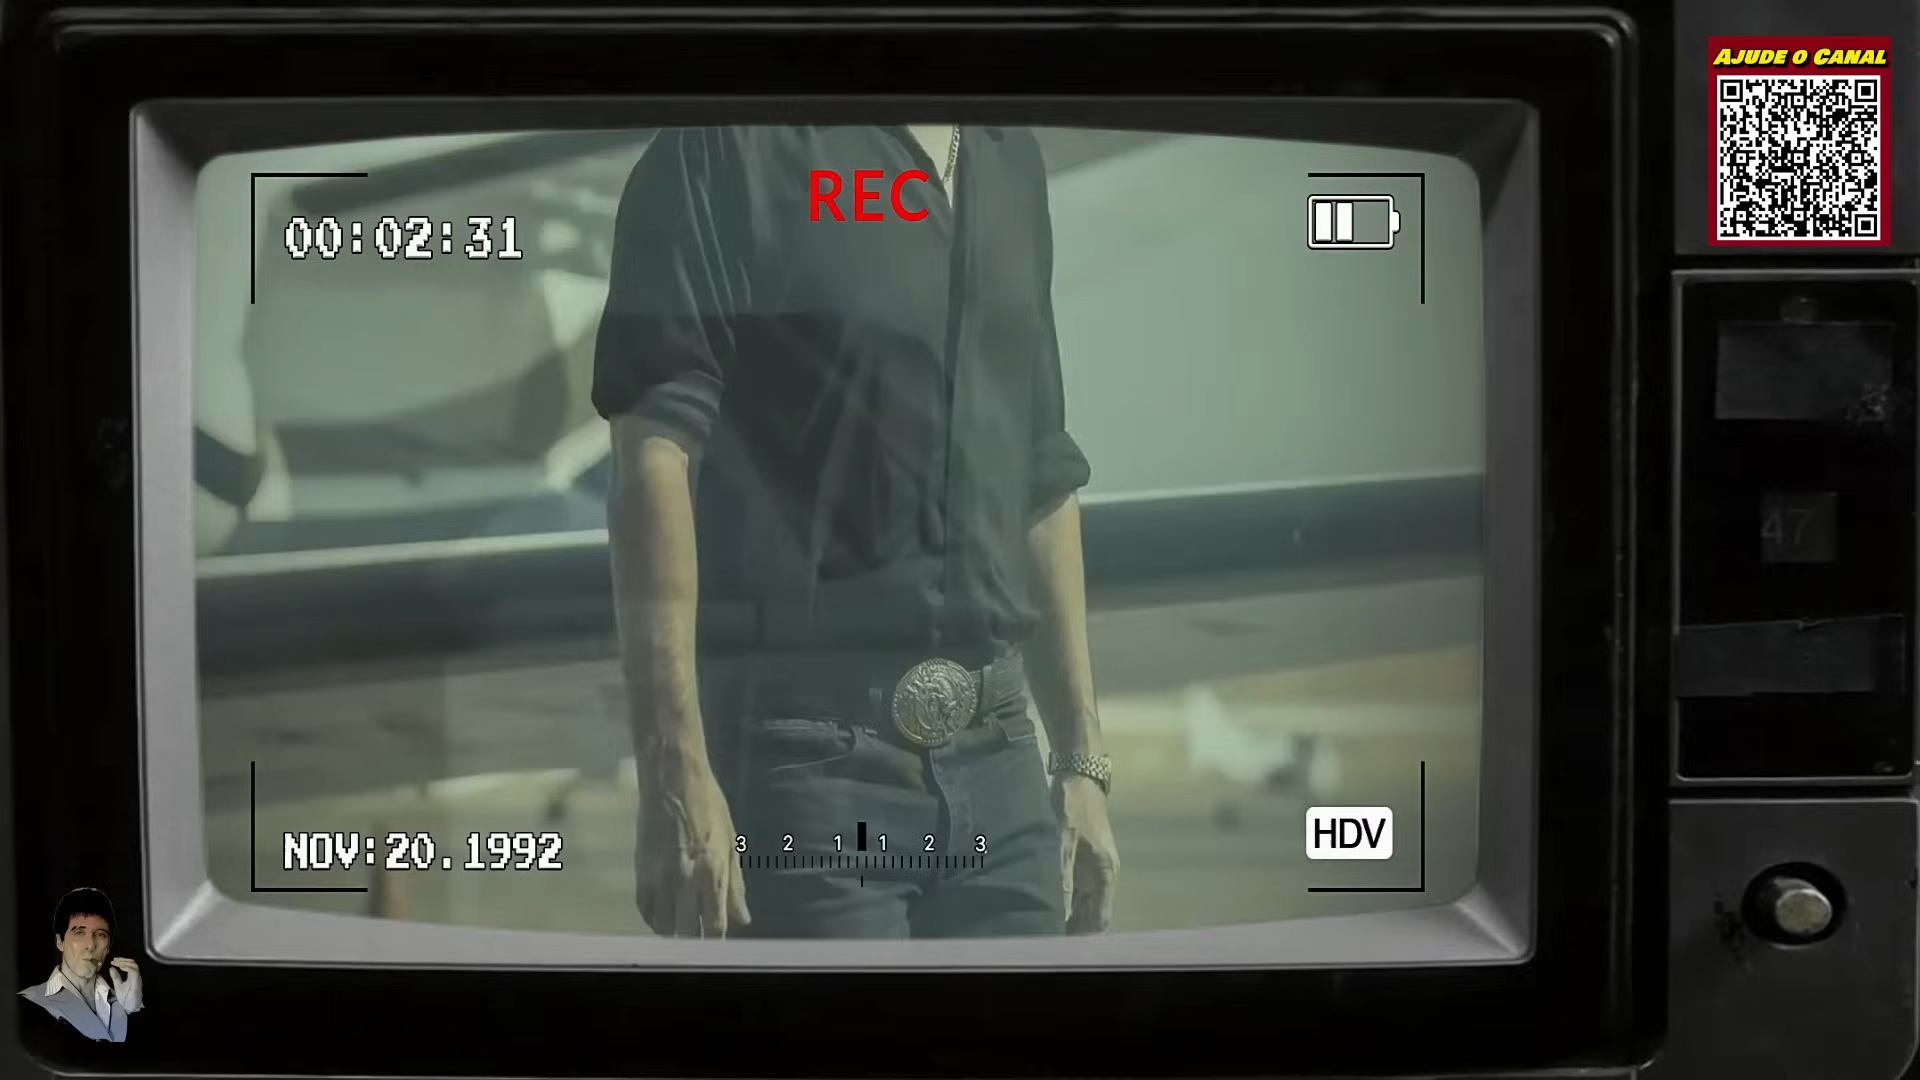 AJUDE O CANAL
REC
00:02:31
47
NOV:20.1992
3 2 1 1 2 3
HDV